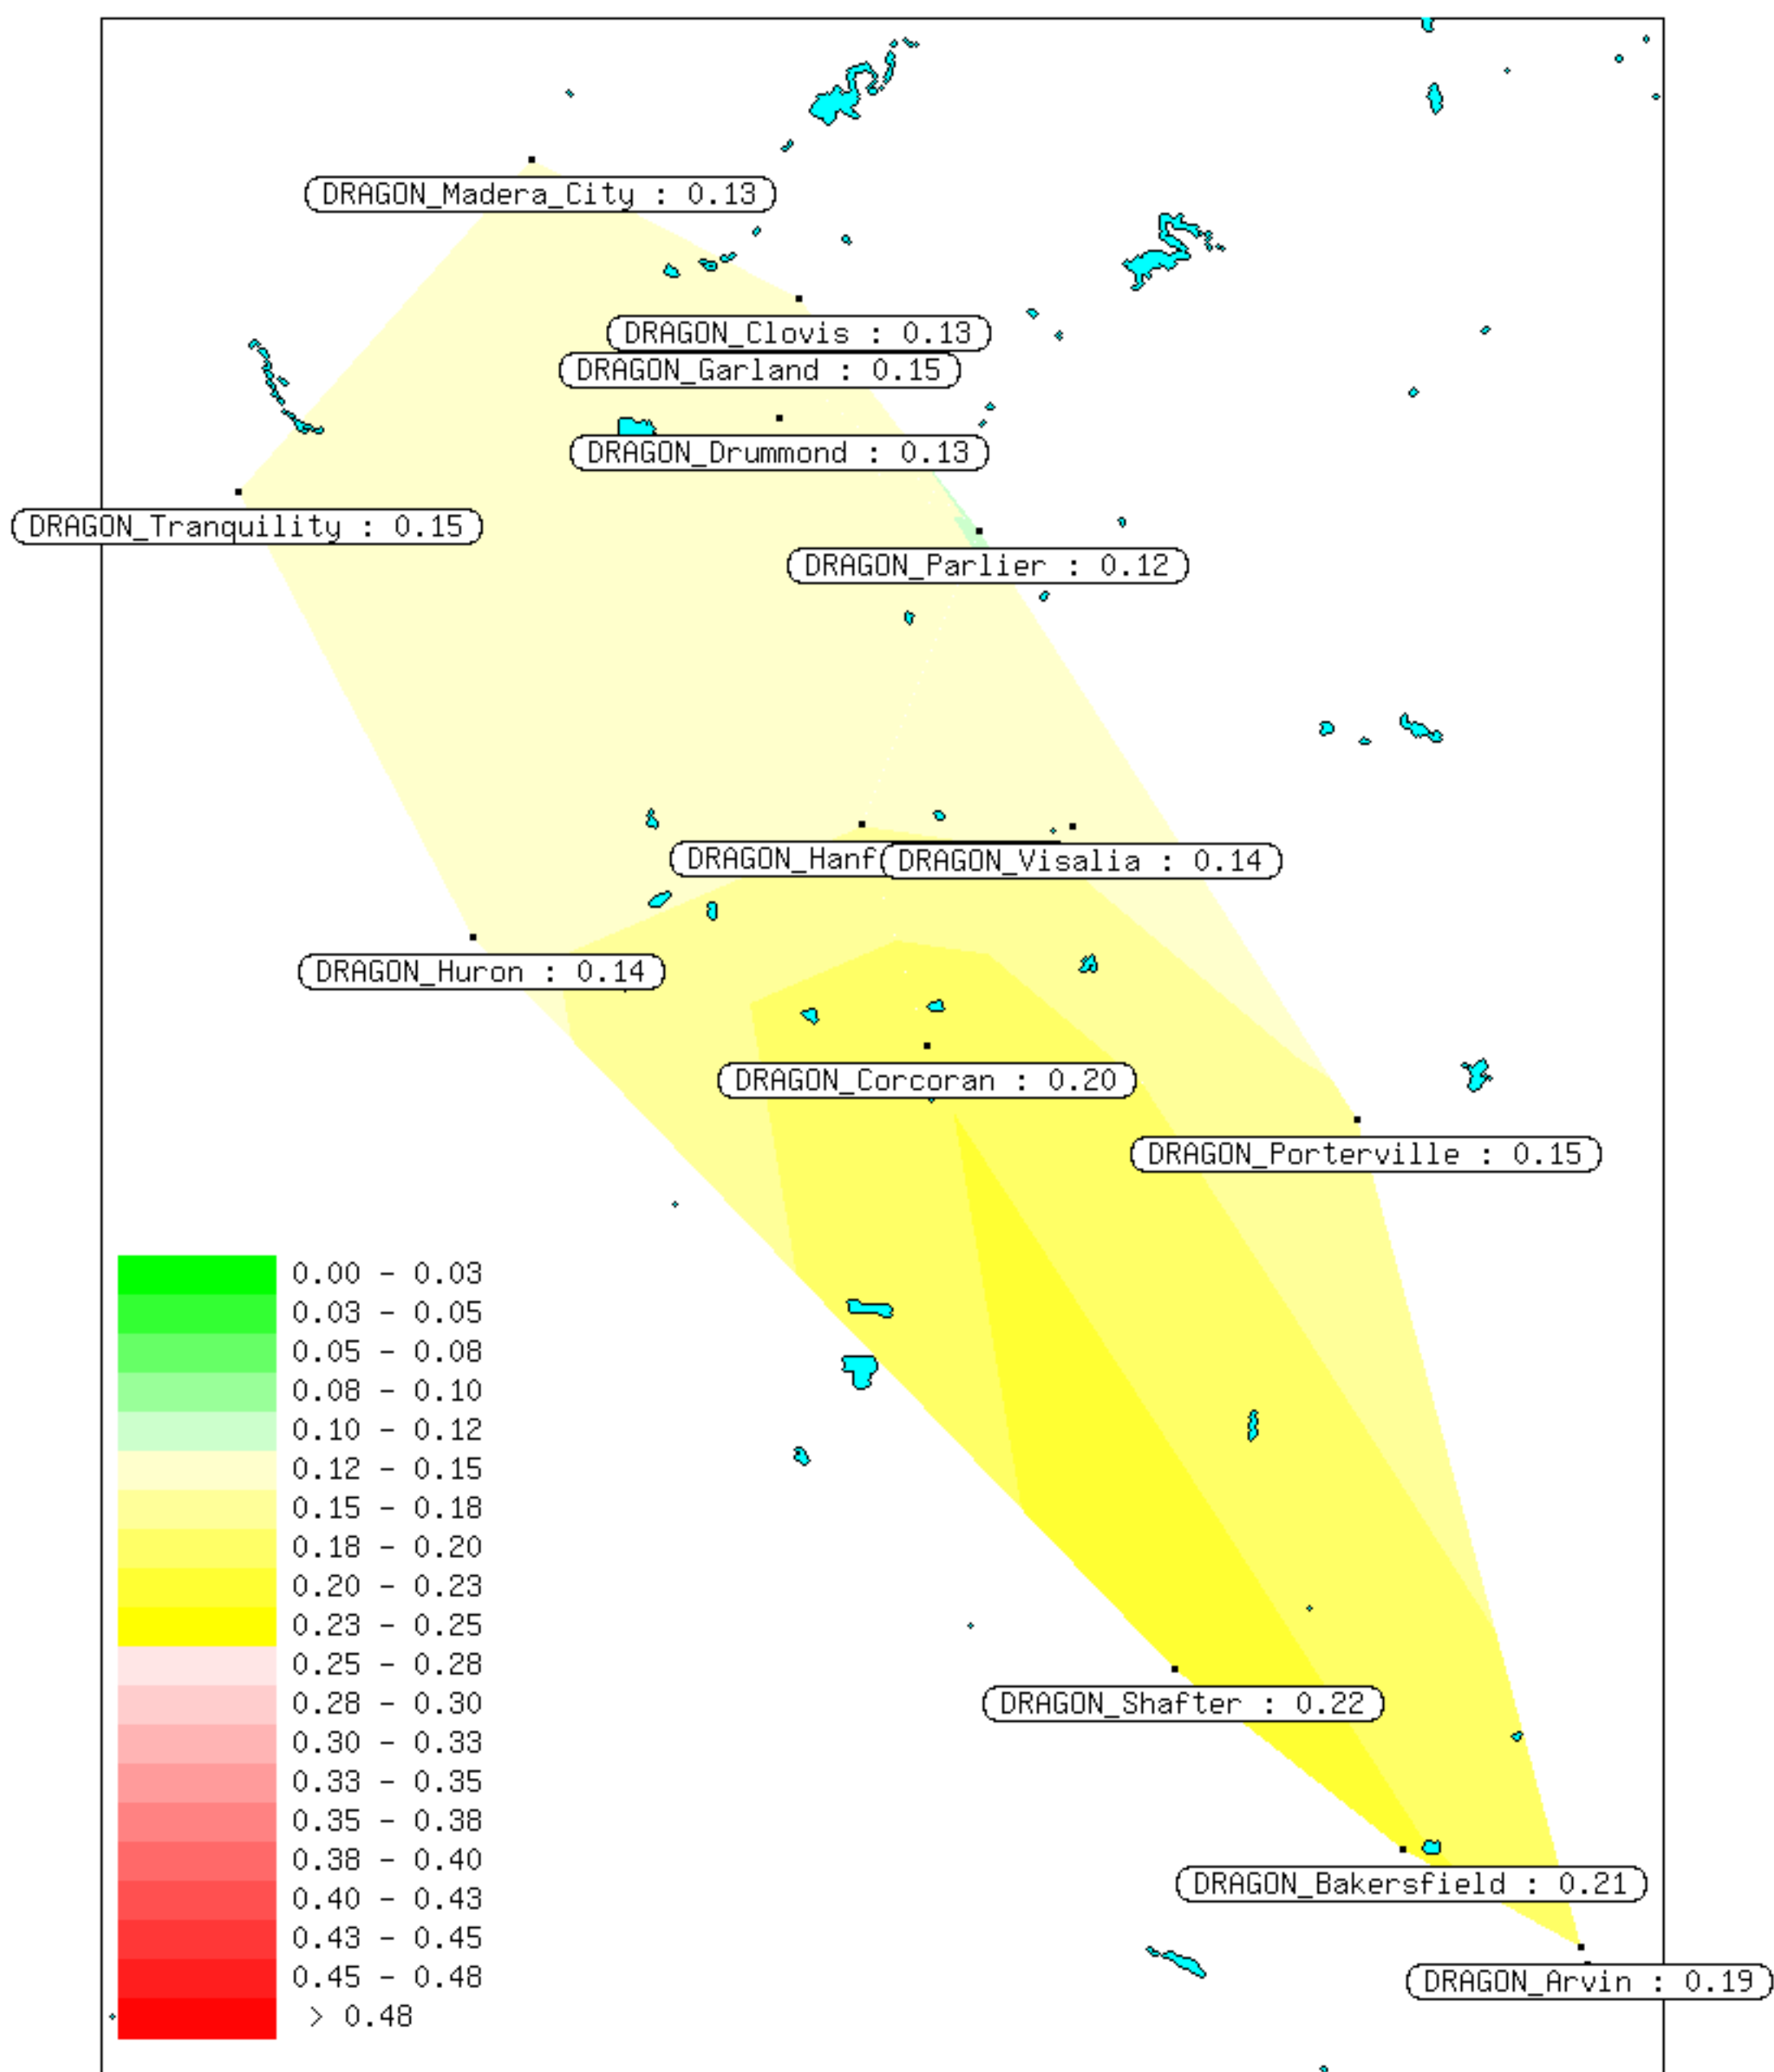 DRAGON_Madera_City : 0.13
DRAGON_Clovis : 0.13
DRAGON_Garland : 0.15
DRAGON_Drummond : 0.13
DRAGON_Tranquility : 0.15
DRAGON_Parlier : 0.12
DRAGON_Hanf
DRAGON_Visalia : 0.14
DRAGON_Huron : 0.14
DRAGON_Corcoran : 0.20
DRAGON_Porterville : 0.15
0.00 - 0.03
0.03 - 0.05
0.05 - 0.08
0.08 - 0.10
0.10 - 0.12
0.12 - 0.15
0.15 - 0.18
0.18 - 0.20
0.20 - 0.23
0.23 - 0.25
0.25 - 0.28
0.28 - 0.30
0.30 - 0.33
0.33 - 0.35
0.35 - 0.38
0.38 - 0.40
0.40 - 0.43
0.43 - 0.45
0.45 - 0.48
> 0.48
DRAGON_Shafter : 0.22
DRAGON_Bakersfield : 0.21
DRAGON_Arvin : 0.19